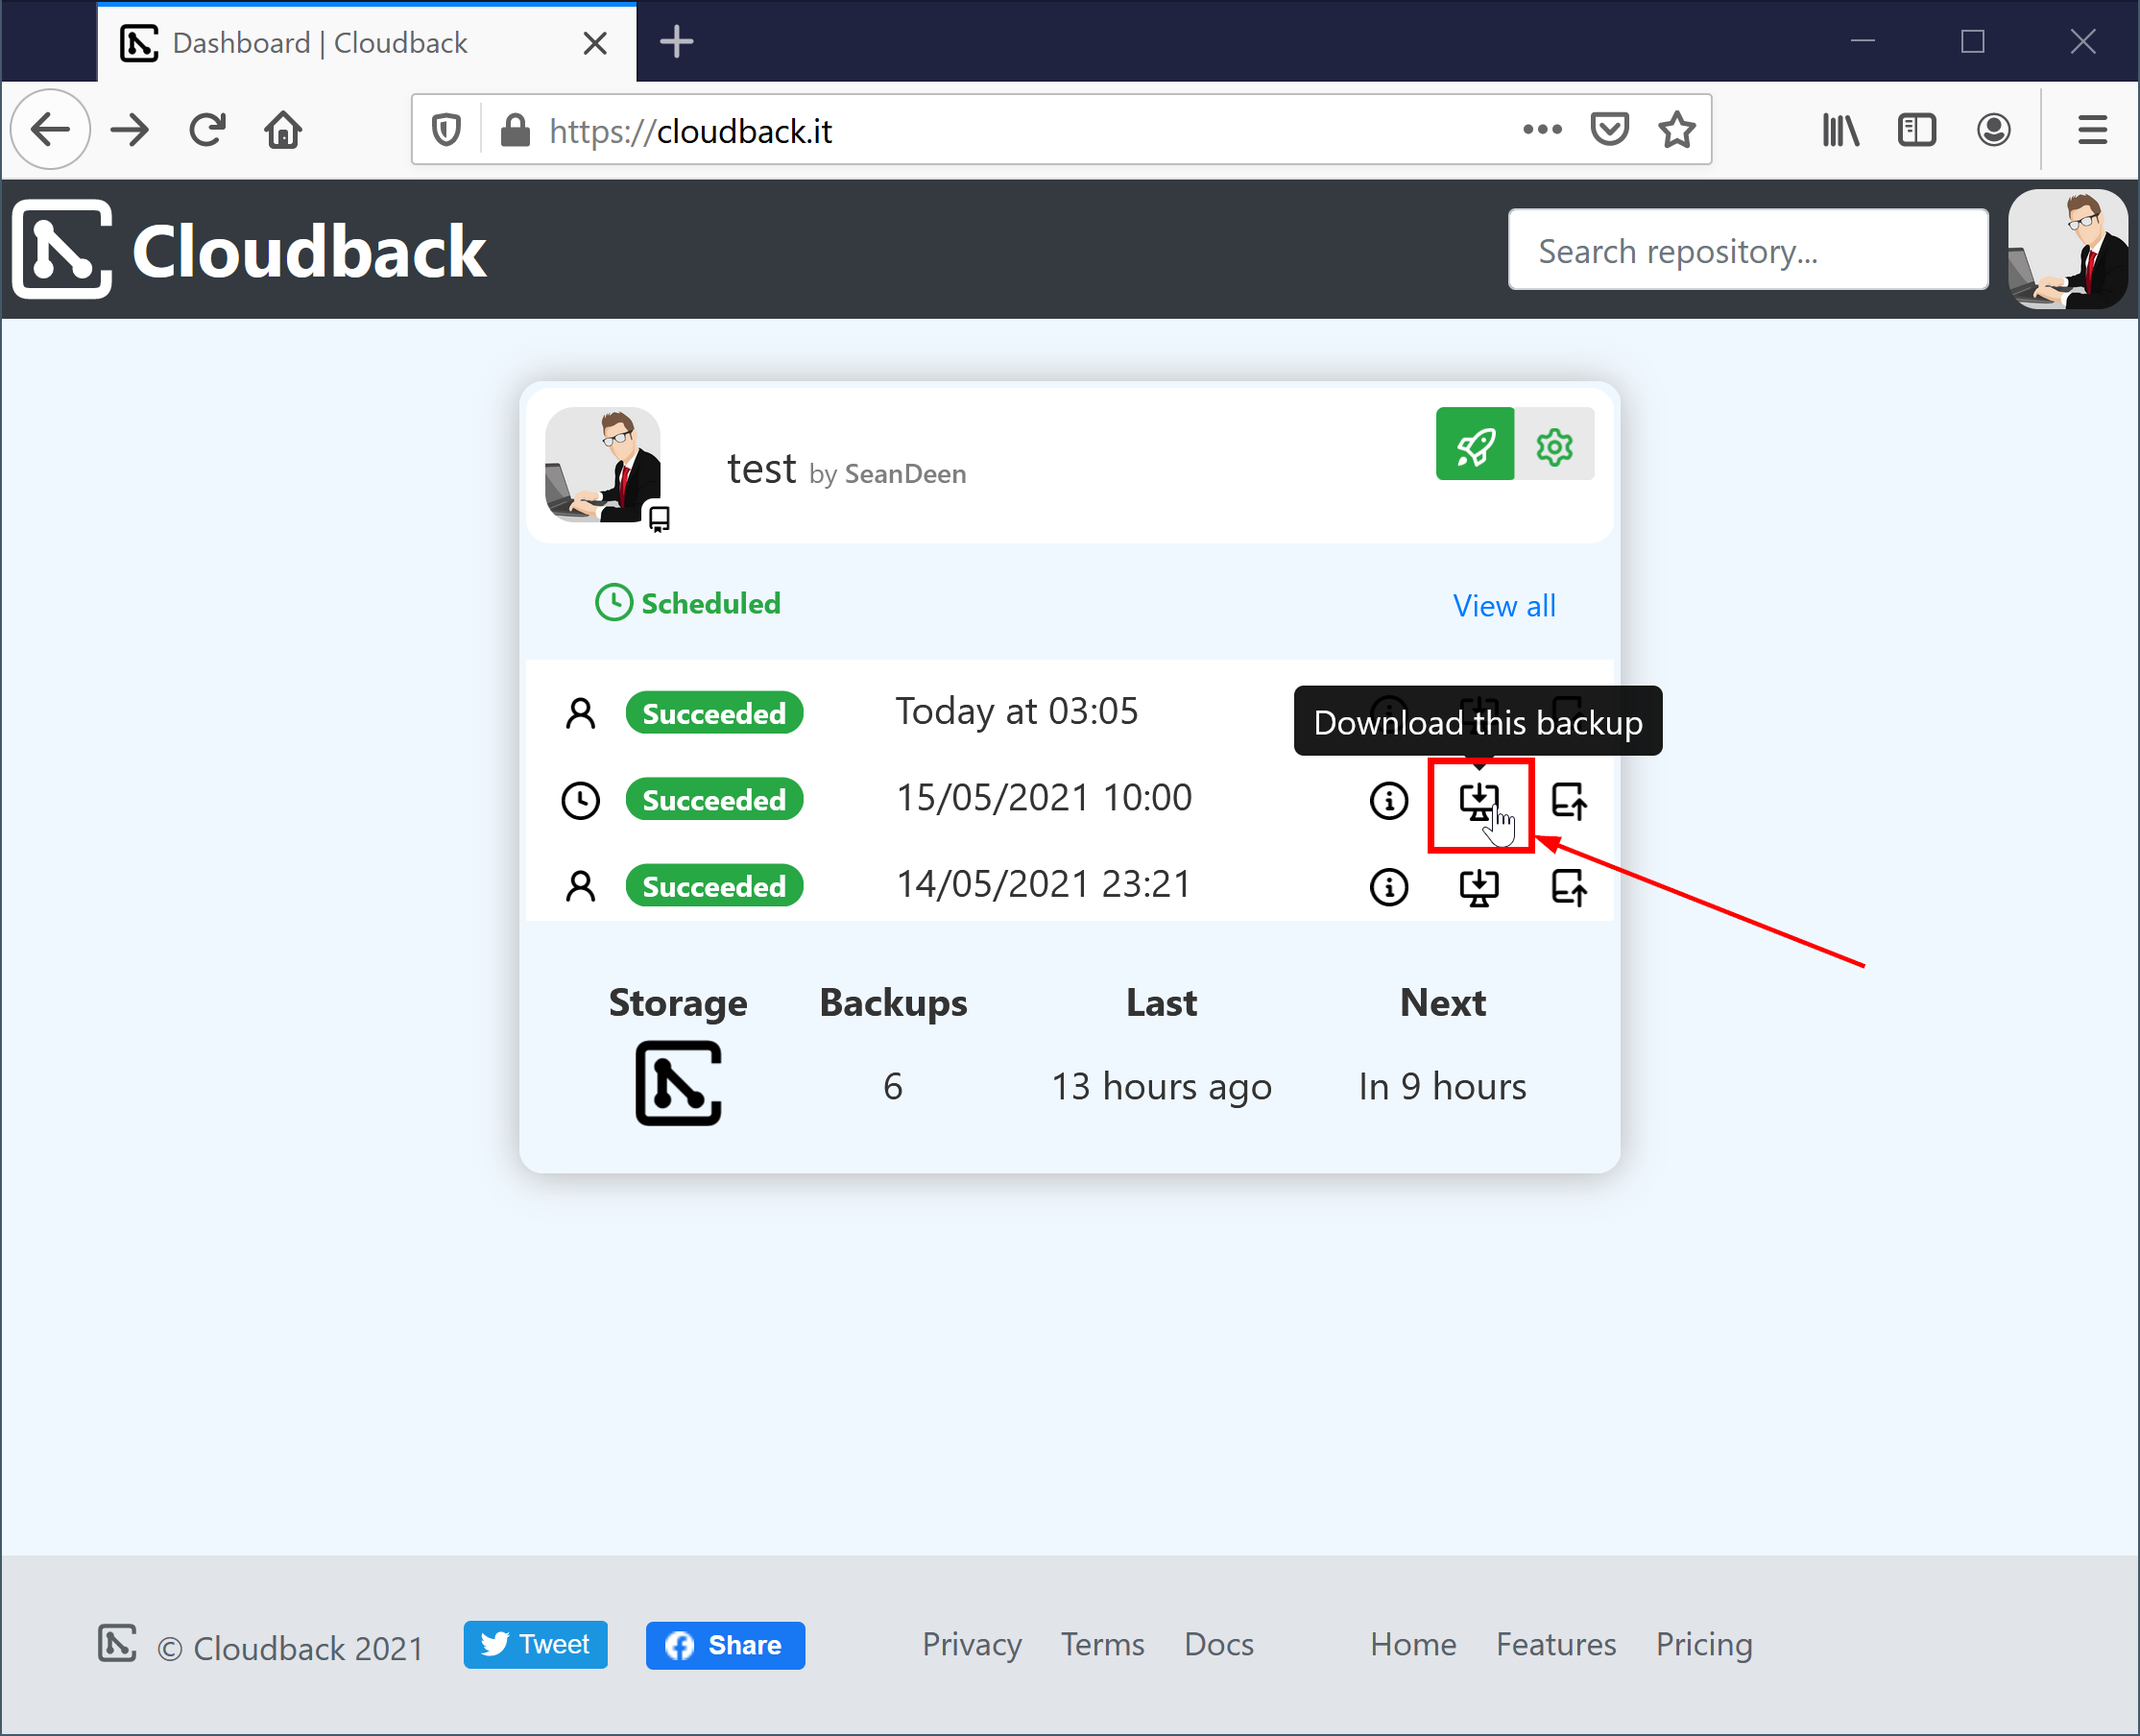 Dashboard | Cloudback
https://cloudback.it
Cloudback
Search repository...
test by SeanDeen
Scheduled
View all
Succeeded Today at 03:05
Download this backup
Succeeded 15/05/2021 10:00
Succeeded 14/05/2021 23:21
Storage Backups Last Next
6 13 hours ago In 9 hours
© Cloudback 2021 Tweet Share Privacy Terms Docs Home Features Pricing